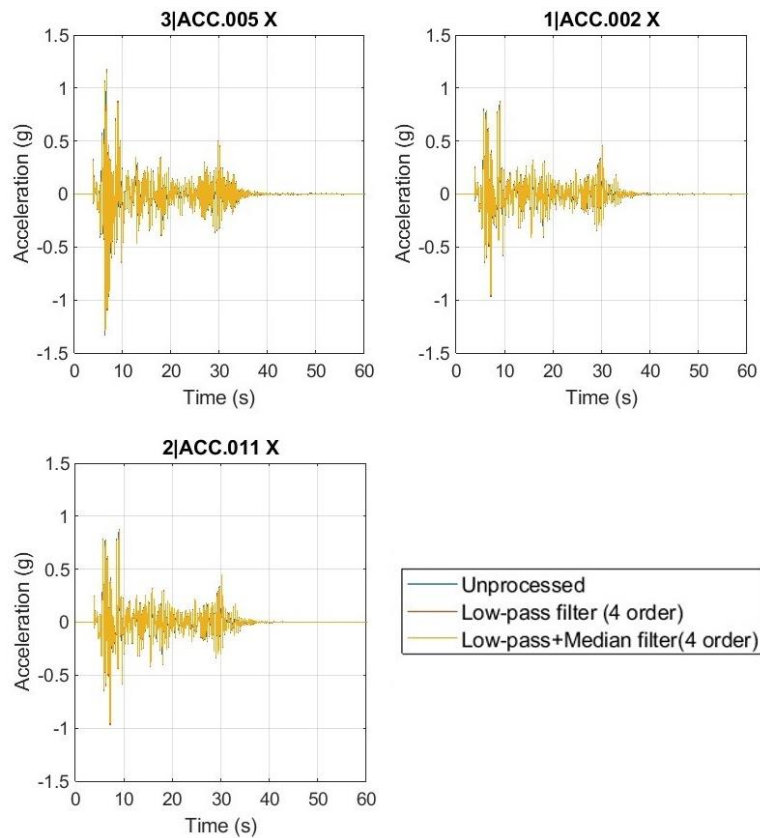 3|ACC.005 X
1.5
1
0.5
0
-0.5
-1
-1.5
Acceleration (g)
0 10 20 30 40 50 60
Time (s)
1|ACC.002 X
1.5
1
0.5
0
-0.5
-1
-1.5
Acceleration (g)
0 10 20 30 40 50 60
Time (s)
2|ACC.011 X
1.5
1
0.5
0
-0.5
-1
-1.5
Acceleration (g)
0 10 20 30 40 50 60
Time (s)
Unprocessed
Low-pass filter (4 order)
Low-pass+Median filter(4 order)